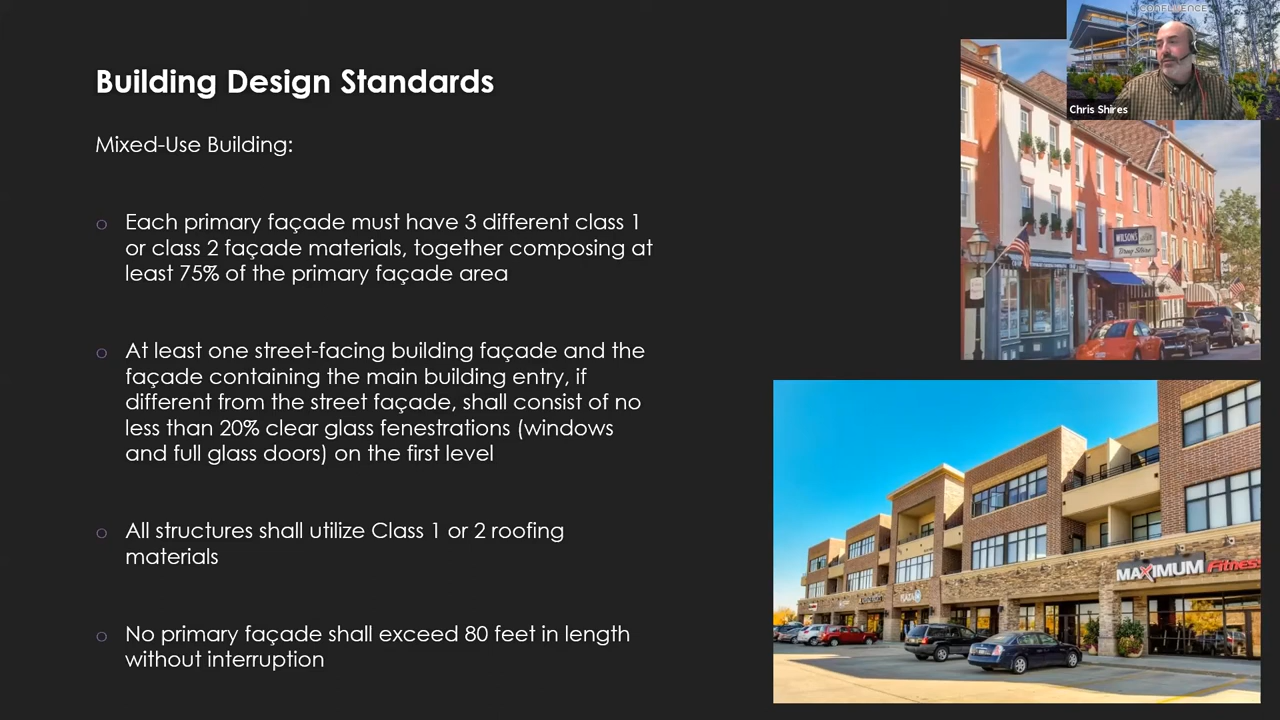 CONFLUENCE
Chris Shires
Building Design Standards
Mixed-Use Building:
Each primary façade must have 3 different class 1
or class 2 façade materials, together composing at
least 75% of the primary façade area
At least one street-facing building façade and the
façade containing the main building entry, if
different from the street façade, shall consist of no
less than 20% clear glass fenestrations (windows
and full glass doors) on the first level
All structures shall utilize Class 1 or 2 roofing
materials
No primary façade shall exceed 80 feet in length
without interruption
WILSON'S
Drug Store
MAXIMUM Fitness